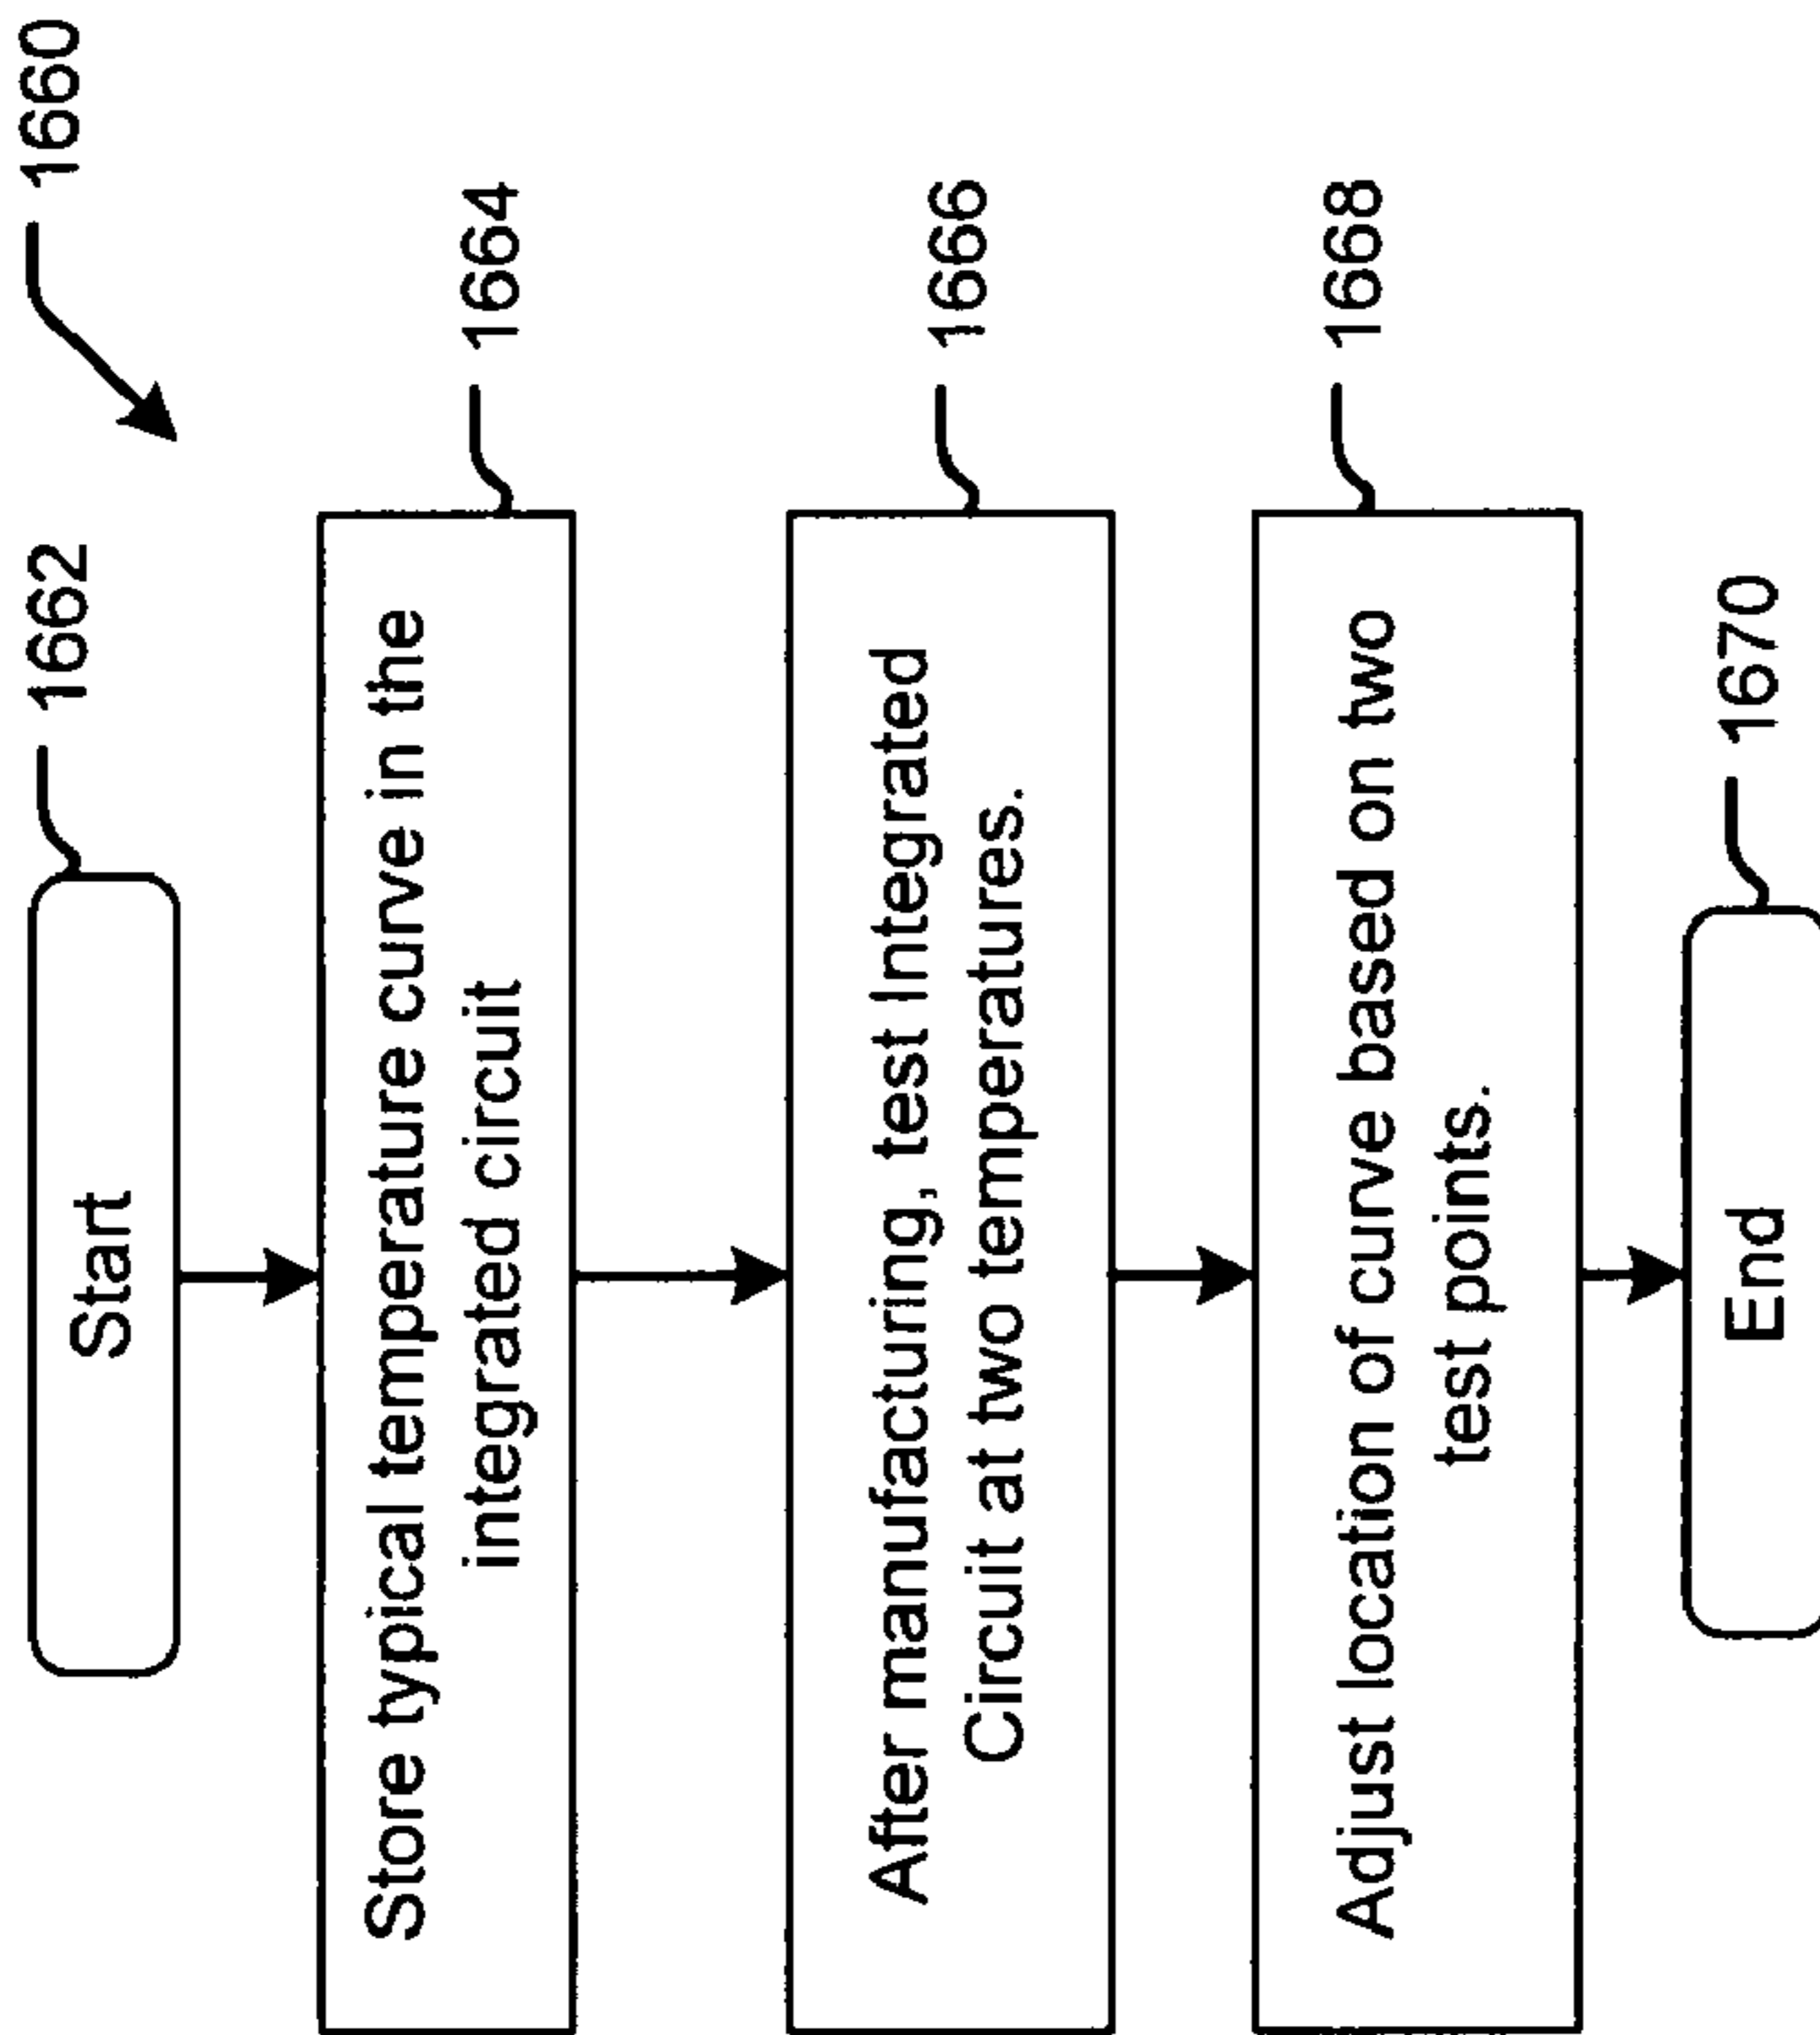 1660
Start
1662
Store typical temperature curve in the
integrated circuit
1664
After manufacturing, test Integrated
Circuit at two temperatures.
1666
Adjust location of curve based on two
test points.
1668
End
1670